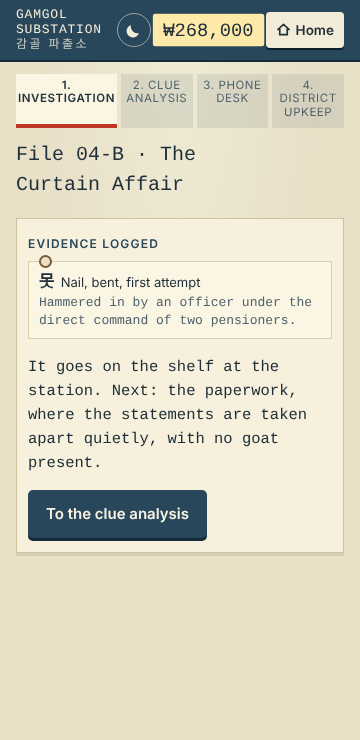 GAMGOL
SUBSTATION
감골 파출소
₩268,000
Home
1.
INVESTIGATION
2. CLUE
ANALYSIS
3. PHONE
DESK
4.
DISTRICT
UPKEEP
File 04-B · The
Curtain Affair
EVIDENCE LOGGED
못 Nail, bent, first attempt
Hammered in by an officer under the
direct command of two pensioners.
It goes on the shelf at the
station. Next: the paperwork,
where the statements are taken
apart quietly, with no goat
present.
To the clue analysis